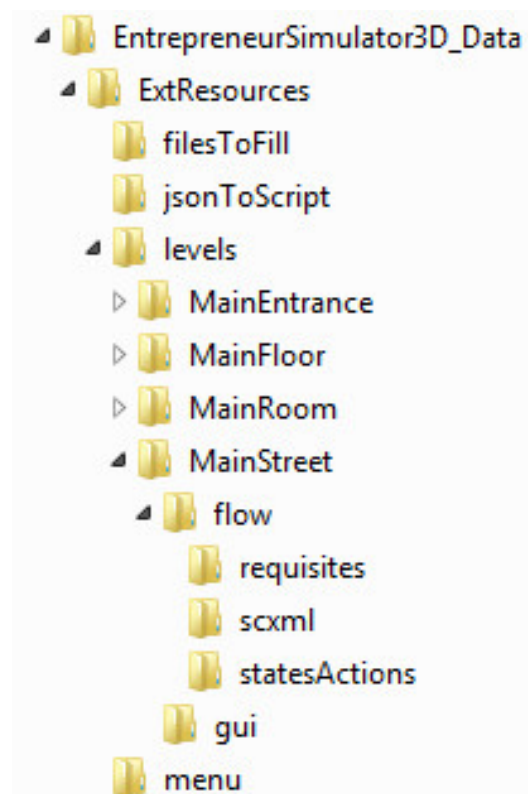 EntrepreneurSimulator3D_Data
ExtResources
filesToFill
jsonToScript
levels
MainEntrance
MainFloor
MainRoom
MainStreet
flow
requisites
scxml
statesActions
gui
menu